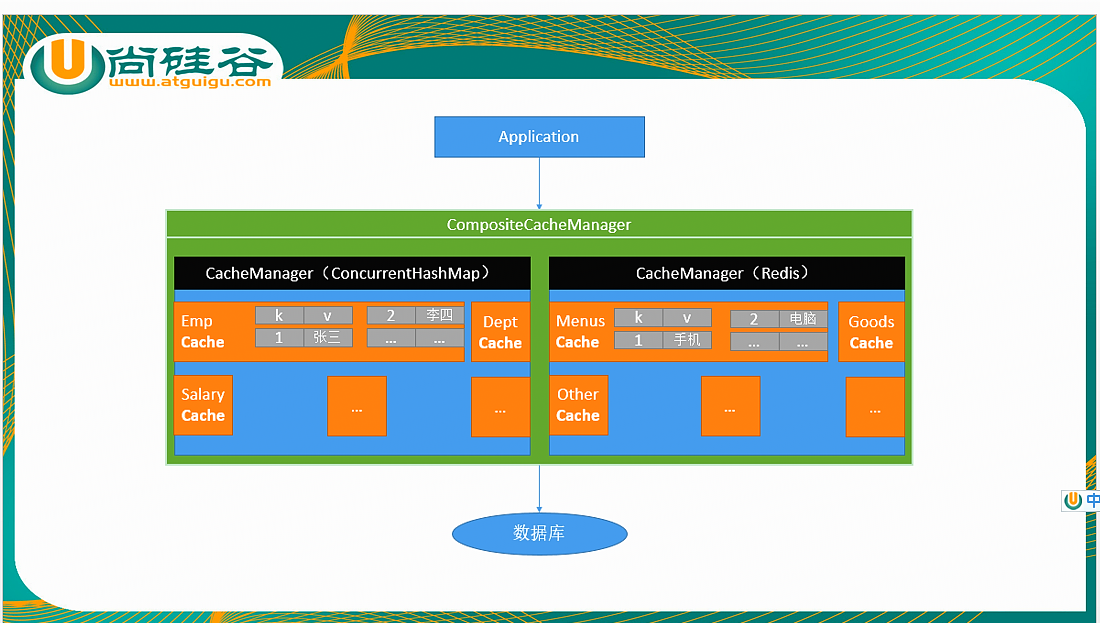 尚硅谷
www.atguigu.com
Application
CompositeCacheManager
CacheManager（ConcurrentHashMap）
Emp
Cache
k v
1 张三
2 李四
... ...
Dept
Cache
Salary
Cache
...
...
CacheManager（Redis）
Menus
Cache
k v
1 手机
2 电脑
... ...
Goods
Cache
Other
Cache
...
...
数据库
中